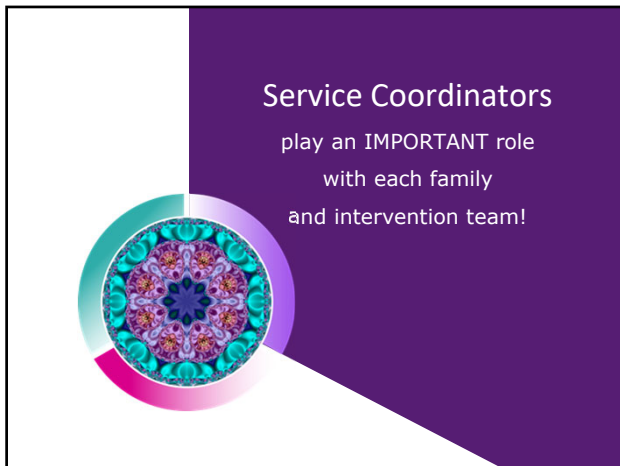 Service Coordinators
play an IMPORTANT role
with each family
and intervention team!